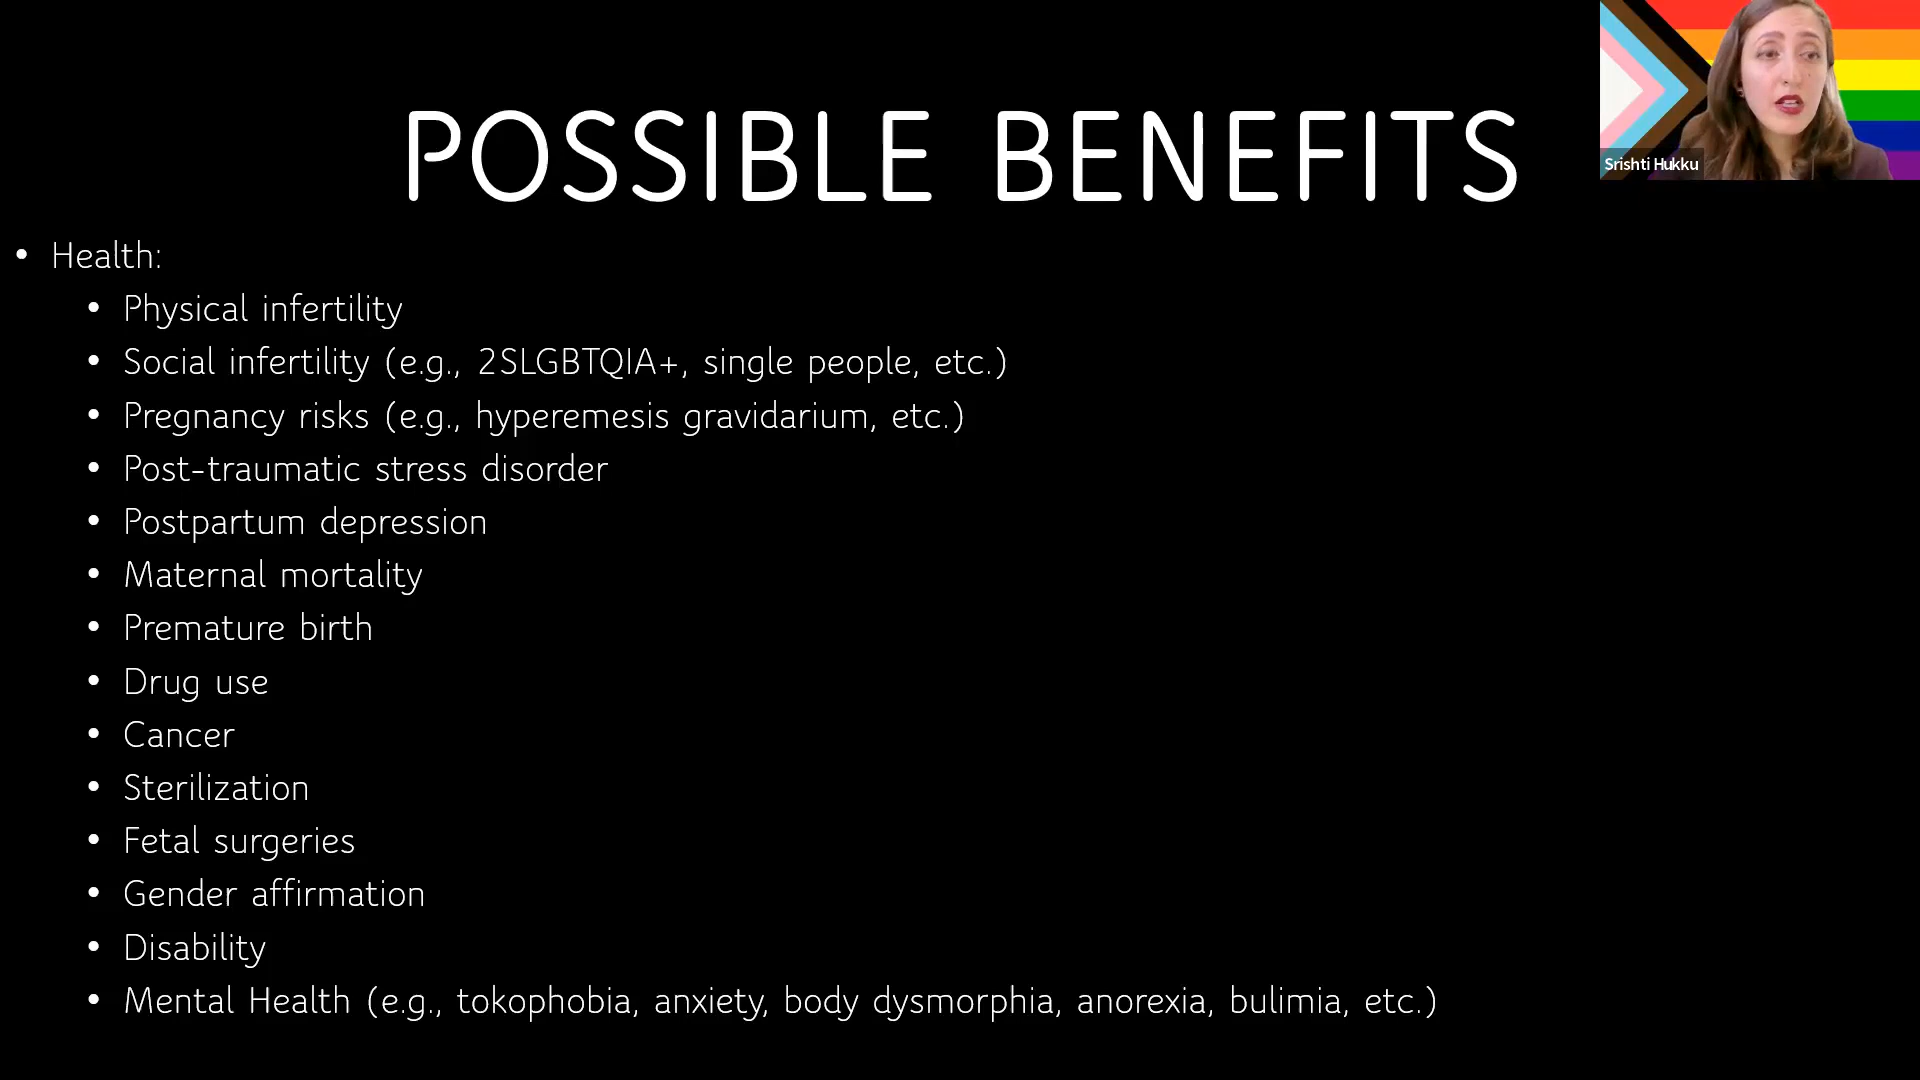 POSSIBLE BENEFITS
Srishti Hukku
• Health:
• Physical infertility
• Social infertility (e.g., 2SLGBTQIA+, single people, etc.)
• Pregnancy risks (e.g., hyperemesis gravidarium, etc.)
• Post-traumatic stress disorder
• Postpartum depression
• Maternal mortality
• Premature birth
• Drug use
• Cancer
• Sterilization
• Fetal surgeries
• Gender affirmation
• Disability
• Mental Health (e.g., tokophobia, anxiety, body dysmorphia, anorexia, bulimia, etc.)